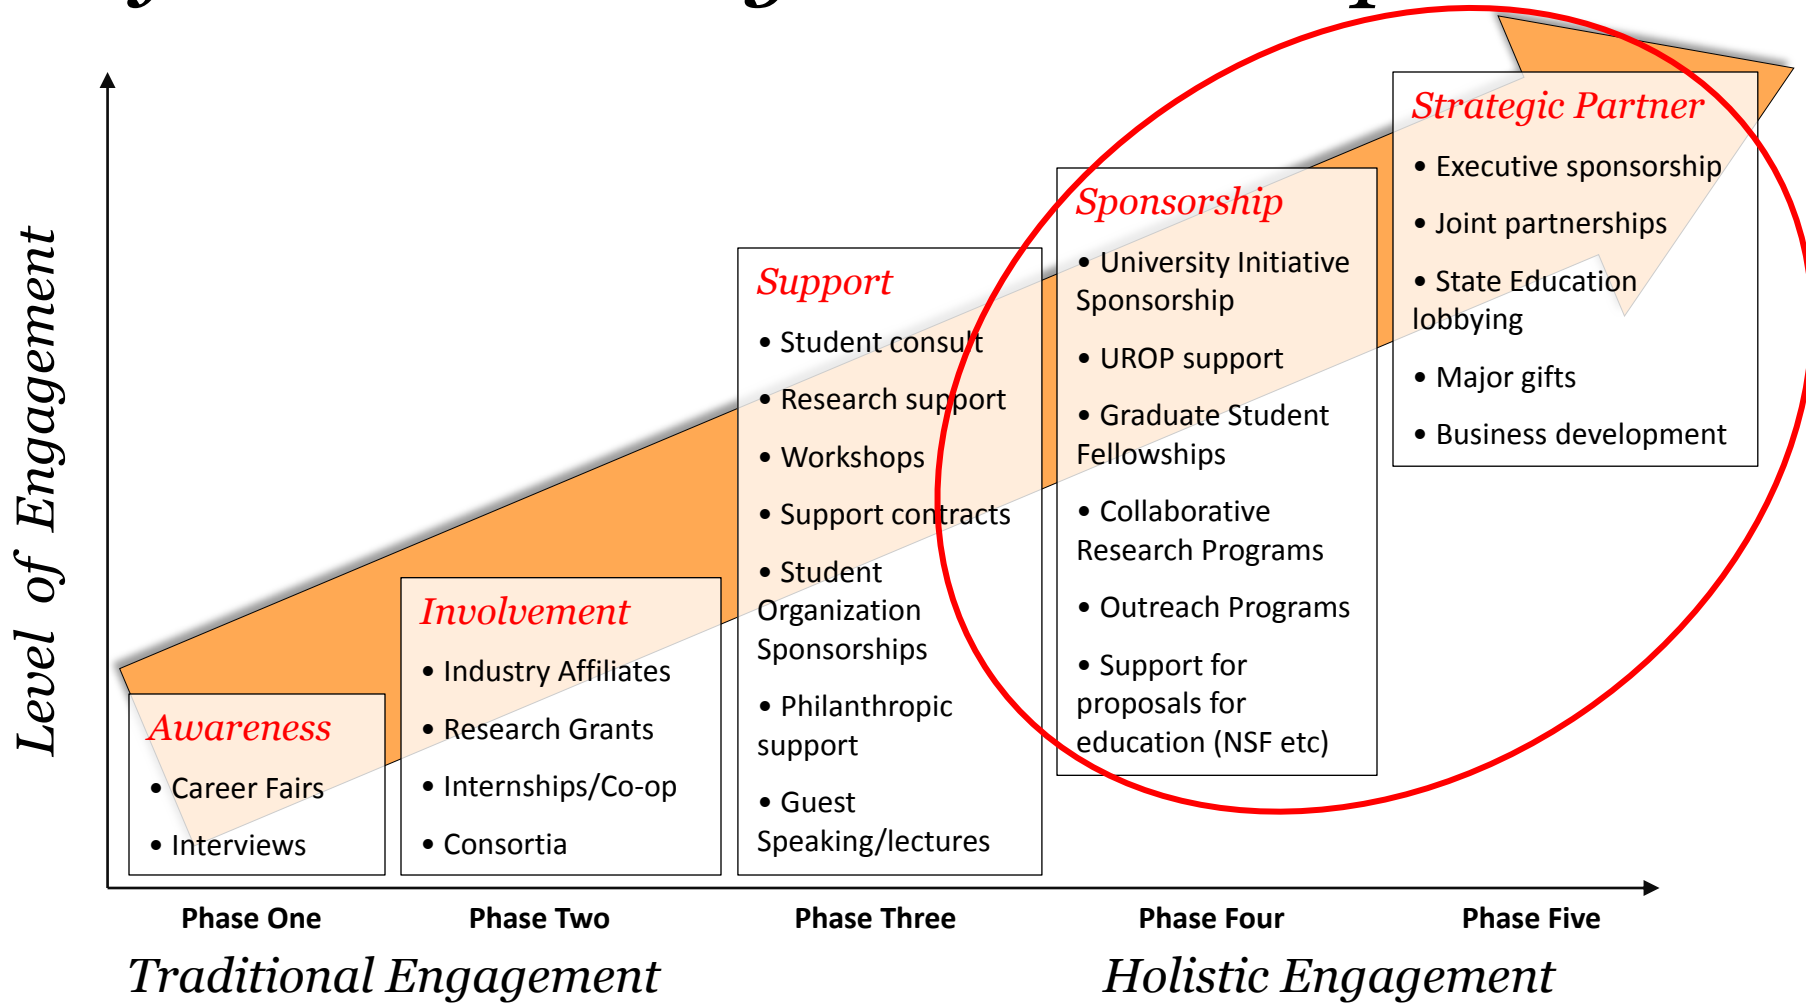 Level of Engagement
Awareness
• Career Fairs
• Interviews
Involvement
• Industry Affiliates
• Research Grants
• Internships/Co-op
• Consortia
Support
• Student consult
• Research support
• Workshops
• Support contracts
• Student
Organization
Sponsorships
• Philanthropic
support
• Guest
Speaking/lectures
Sponsorship
• University Initiative
Sponsorship
• UROP support
• Graduate Student
Fellowships
• Collaborative
Research Programs
• Outreach Programs
• Support for
proposals for
education (NSF etc)
Strategic Partner
• Executive sponsorship
• Joint partnerships
• State Education
lobbying
• Major gifts
• Business development
Phase One
Phase Two
Phase Three
Phase Four
Phase Five
Traditional Engagement
Holistic Engagement